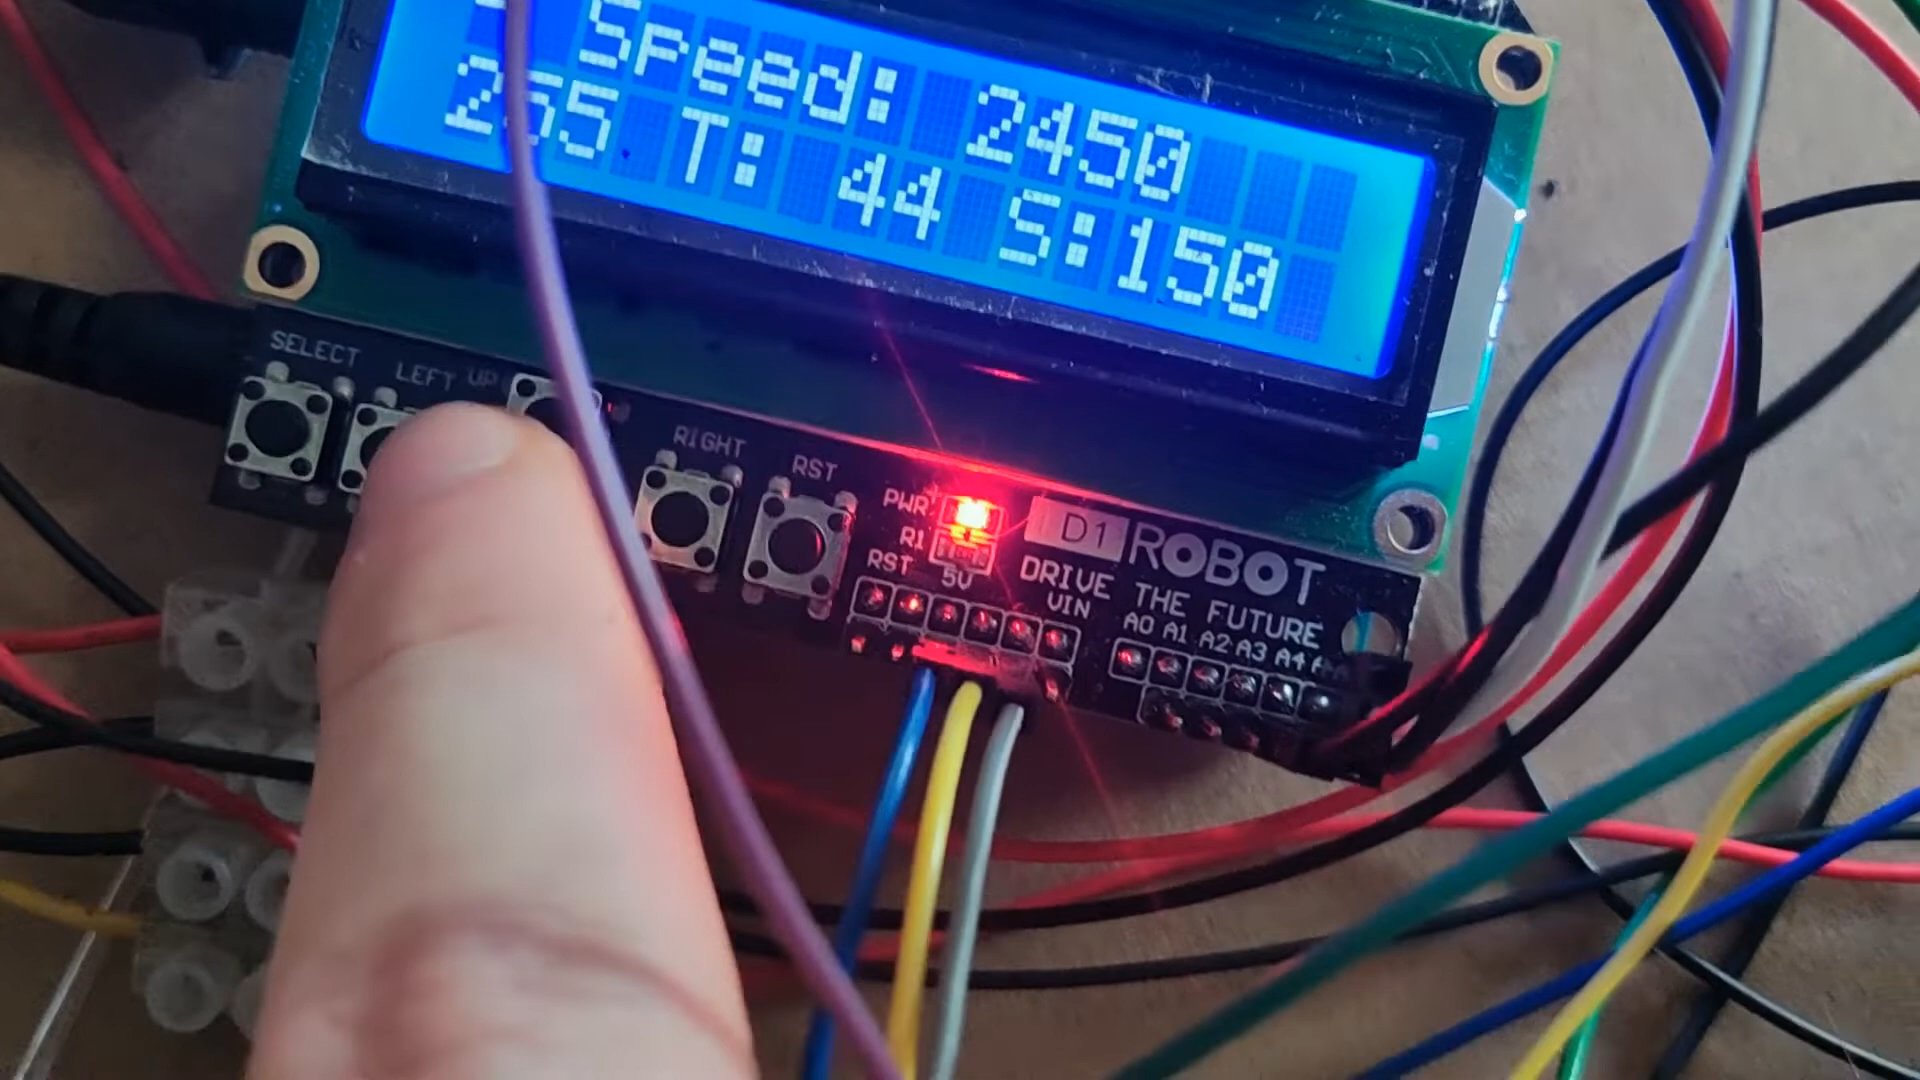 Speed: 2450
255 T: 44 S:150
SELECT
LEFT
UP
RIGHT
RST
PWR
R1
RST
5V
VIN
D1 ROBOT
DRIVE THE FUTURE
A0 A1 A2 A3 A4